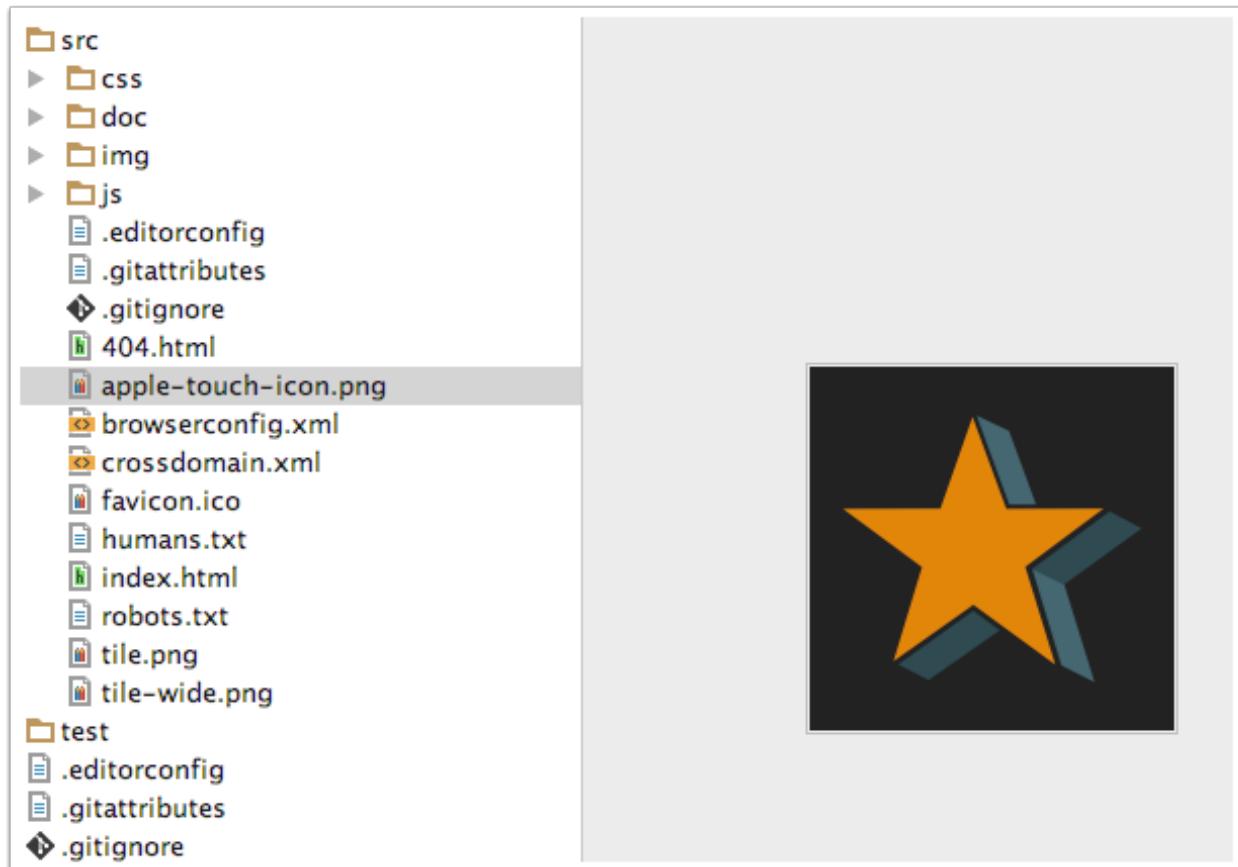 src
css
doc
img
js
.editorconfig
.gitattributes
.gitignore
404.html
apple-touch-icon.png
browserconfig.xml
crossdomain.xml
favicon.ico
humans.txt
index.html
robots.txt
tile.png
tile-wide.png
test
.editorconfig
.gitattributes
.gitignore